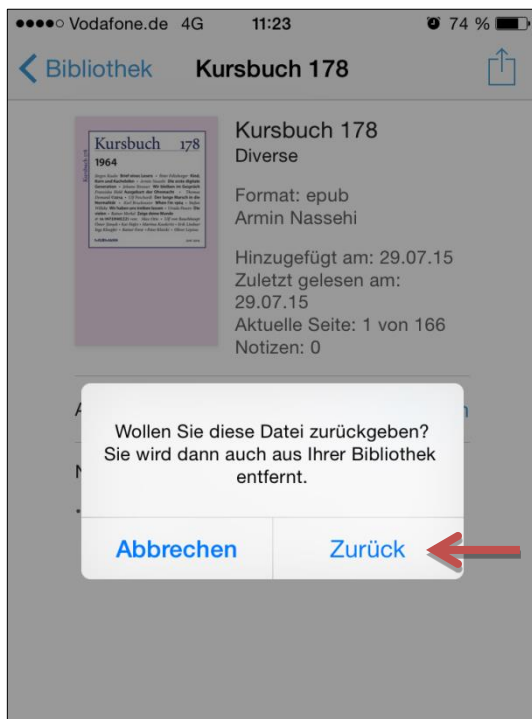 Vodafone.de 4G 11:23 74 %
Bibliothek Kursbuch 178
Kursbuch 178
1964
Kursbuch 178
Diverse
Format: epub
Armin Nassehi
Hinzugefügt am: 29.07.15
Zuletzt gelesen am:
29.07.15
Aktuelle Seite: 1 von 166
Notizen: 0
Wollen Sie diese Datei zurückgeben?
Sie wird dann auch aus Ihrer Bibliothek
entfernt.
Abbrechen Zurück